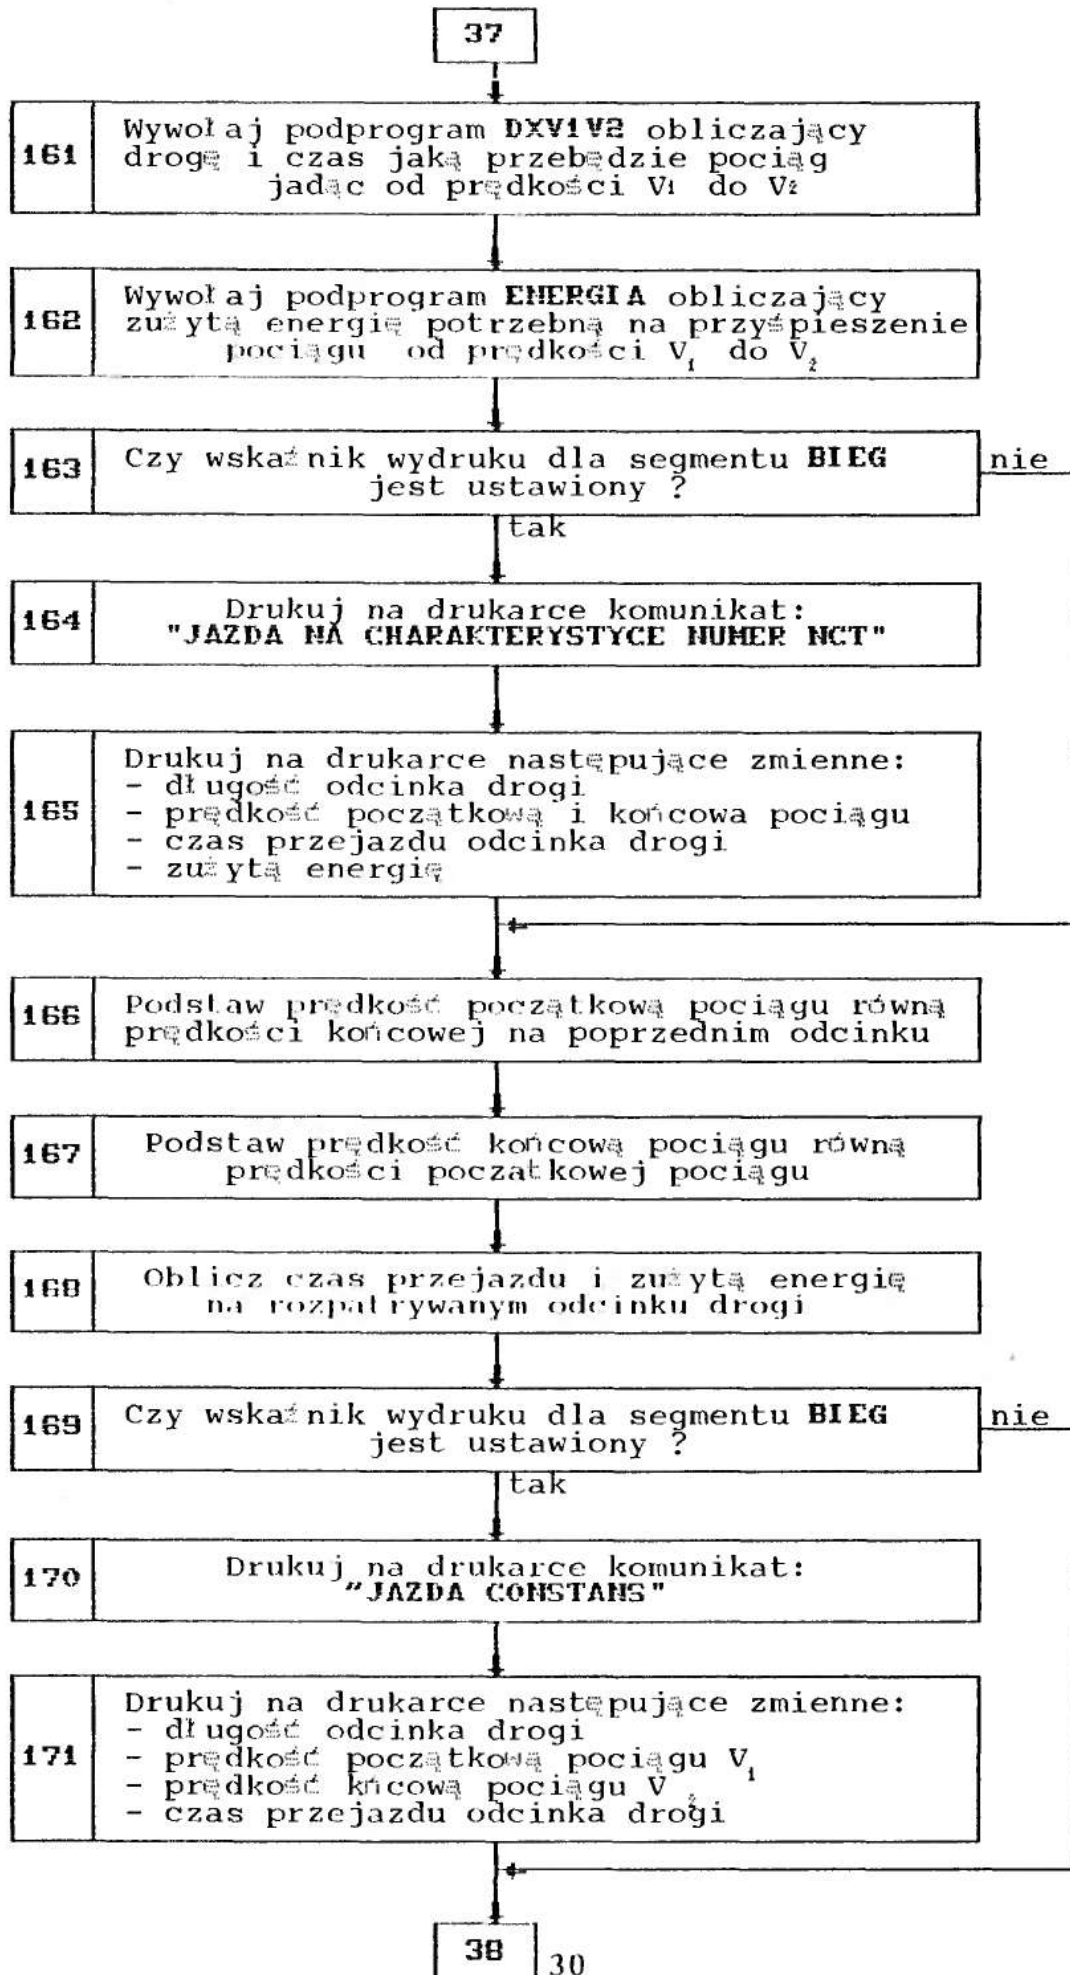 37
161
Wywołaj podprogram DXV1V2 obliczający
drogę i czas jaką przebędzie pociąg
jadąc od prędkości V1 do V2
162
Wywołaj podprogram ENERGIA obliczający
zużytą energię potrzebną na przyśpieszenie
pociągu od prędkości V1 do V2
163
Czy wskaźnik wydruku dla segmentu BIEG
jest ustawiony ?
nie
tak
164
Drukuj na drukarce komunikat:
"JAZDA NA CHARAKTERYSTYCE NUMER NCT"
165
Drukuj na drukarce następujące zmienne:
- długość odcinka drogi
- prędkość początkową i końcowa pociągu
- czas przejazdu odcinka drogi
- zużytą energię
166
Podstaw prędkość początkową pociągu równą
prędkości końcowej na poprzednim odcinku
167
Podstaw prędkość końcową pociągu równą
prędkości poczatkowej pociągu
168
Oblicz czas przejazdu i zużytą energię
na rozpatrywanym odcinku drogi
169
Czy wskaźnik wydruku dla segmentu BIEG
jest ustawiony ?
nie
tak
170
Drukuj na drukarce komunikat:
"JAZDA CONSTANS"
171
Drukuj na drukarce następujące zmienne:
- długość odcinka drogi
- prędkość początkową pociągu V1
- prędkość kńcową pociągu V2
- czas przejazdu odcinka drogi
38
30